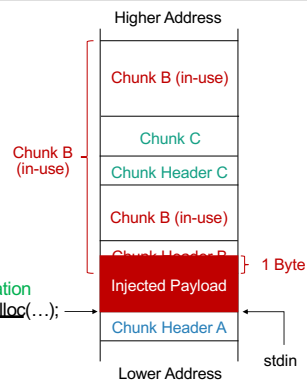 Higher Address
Chunk B (in-use)
Chunk C
Chunk B
(in-use)
Chunk Header C
Chunk B (in-use)
1 Byte
Injected Payload
Chunk Header A
stdin
Lower Address